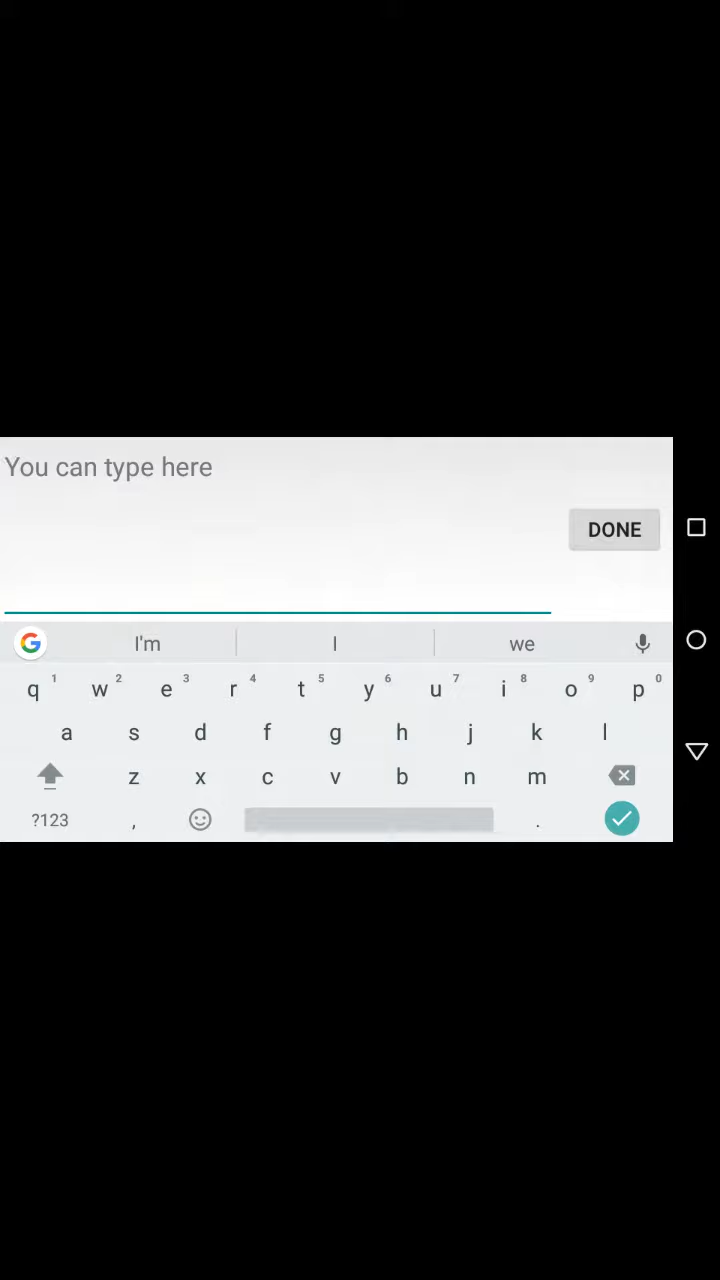 You can type here
DONE
I'm I we
q 1 w 2 e 3 r 4 t 5 y 6 u 7 i 8 o 9 p 0
a s d f g h j k l
z x c v b n m
?123 , .